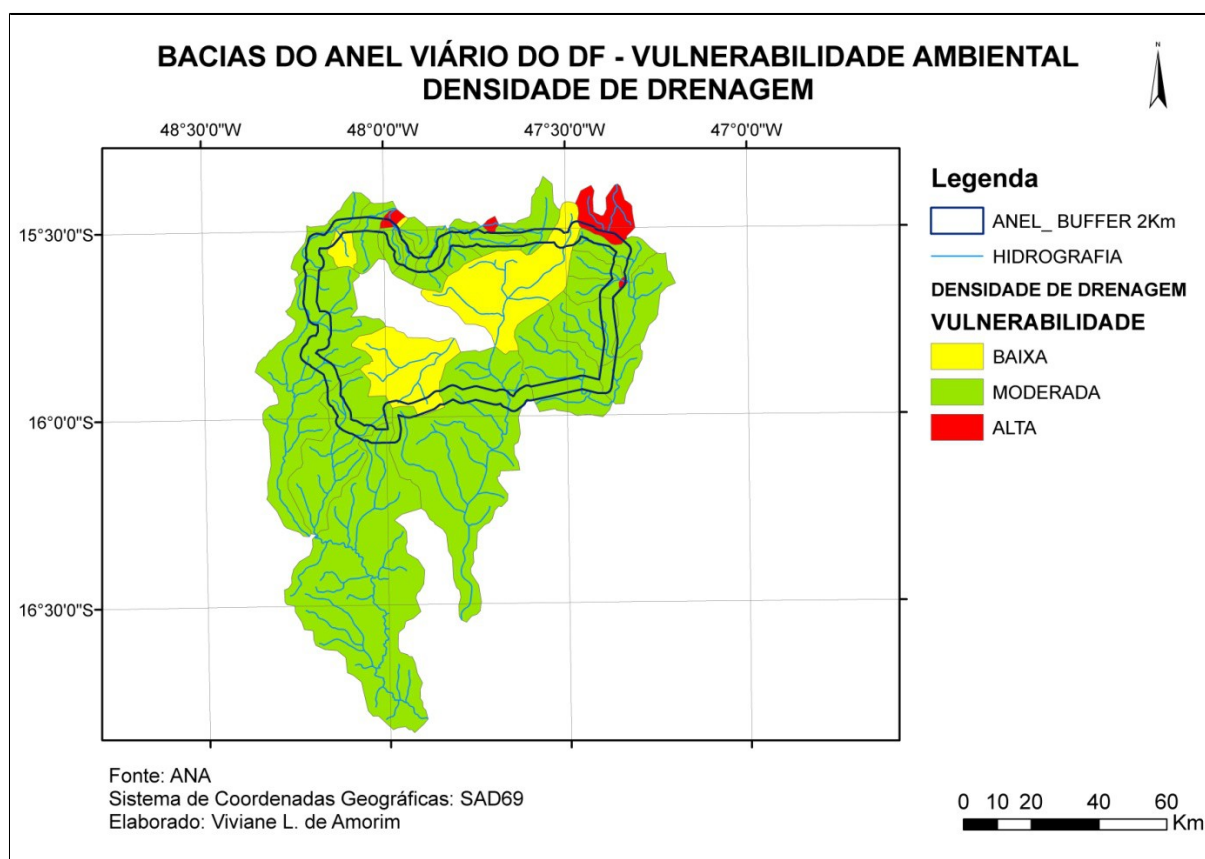 BACIAS DO ANEL VIÁRIO DO DF - VULNERABILIDADE AMBIENTAL
DENSIDADE DE DRENAGEM
N
48°30'0"W 48°0'0"W 47°30'0"W 47°0'0"W
15°30'0"S
16°0'0"S
16°30'0"S
Legenda
ANEL_ BUFFER 2Km
HIDROGRAFIA
DENSIDADE DE DRENAGEM
VULNERABILIDADE
BAIXA
MODERADA
ALTA
Fonte: ANA
Sistema de Coordenadas Geográficas: SAD69
Elaborado: Viviane L. de Amorim
0 10 20 40 60
Km